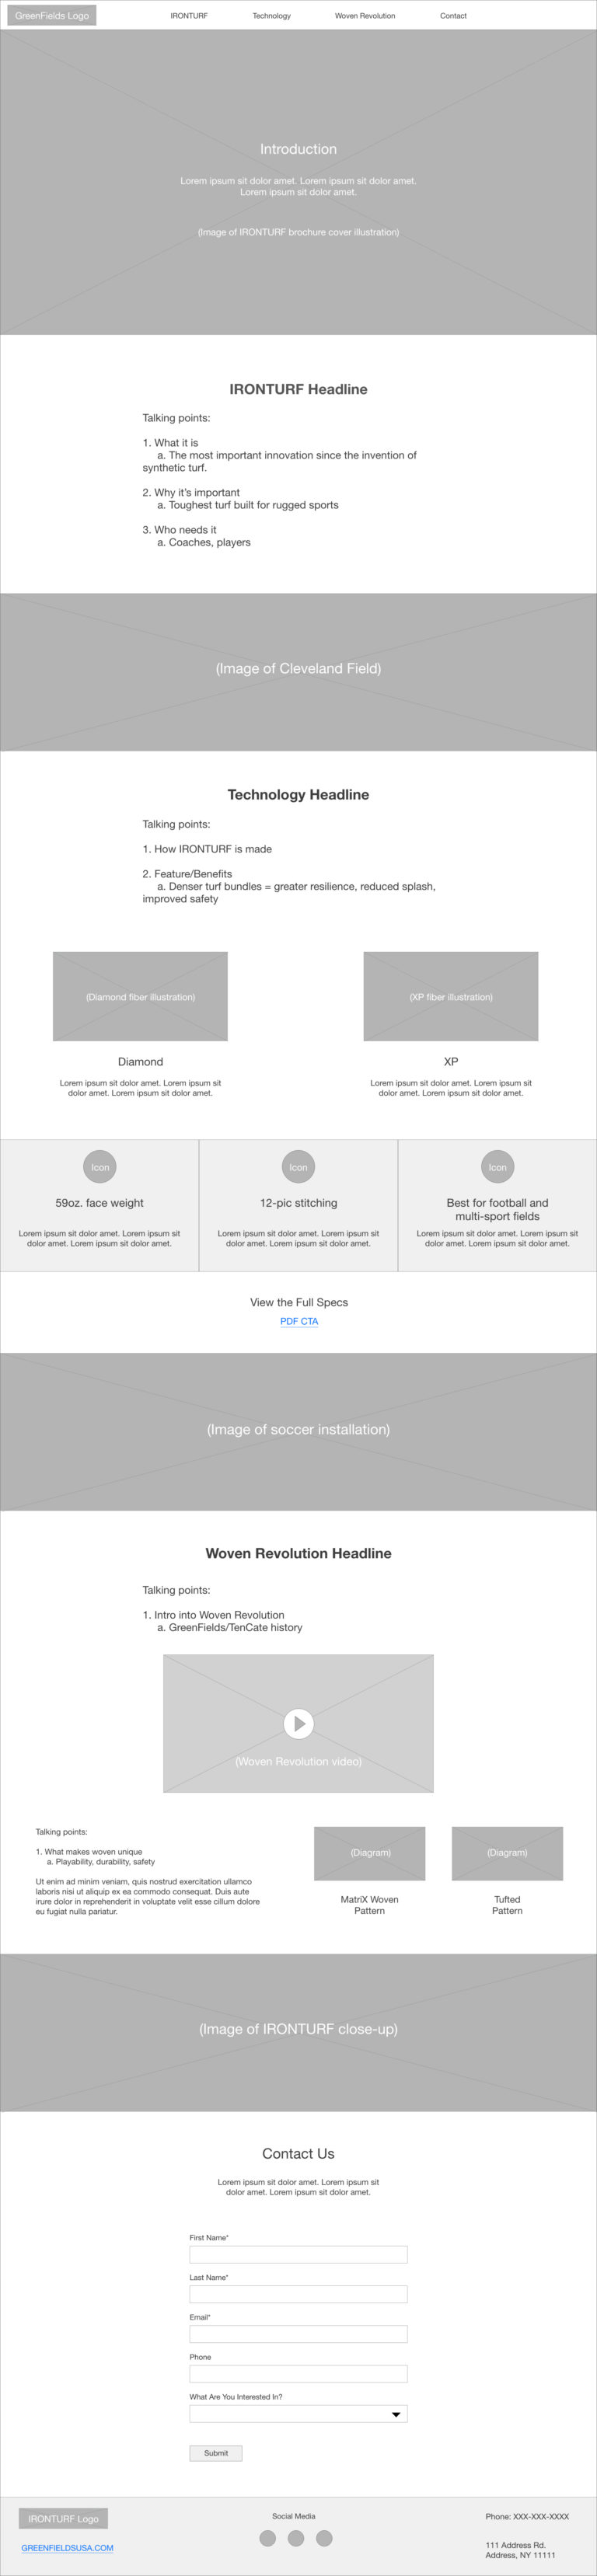 GreenFields Logo
IRONTURF
Technology
Woven Revolution
Contact
Introduction
Lorem ipsum sit dolor amet. Lorem ipsum sit dolor amet.
Lorem ipsum sit dolor amet.
(Image of IRONTURF brochure cover illustration)
IRONTURF Headline
Talking points:
1. What it is
a. The most important innovation since the invention of
synthetic turf.
2. Why it's important
a. Toughest turf built for rugged sports
3. Who needs it
a. Coaches, players
(Image of Cleveland Field)
Technology Headline
Talking points:
1. How IRONTURF is made
2. Feature/Benefits
a. Denser turf bundles = greater resilience, reduced splash,
improved safety
(Diamond fiber illustration)
Diamond
Lorem ipsum sit dolor amet. Lorem ipsum sit
dolor amet. Lorem ipsum sit dolor amet.
(XP fiber illustration)
XP
Lorem ipsum sit dolor amet. Lorem ipsum sit
dolor amet. Lorem ipsum sit dolor amet.
Icon
59oz. face weight
Lorem ipsum sit dolor amet. Lorem ipsum sit
dolor amet. Lorem ipsum sit dolor amet.
Icon
12-pic stitching
Lorem ipsum sit dolor amet. Lorem ipsum sit
dolor amet. Lorem ipsum sit dolor amet.
Icon
Best for football and
multi-sport fields
Lorem ipsum sit dolor amet. Lorem ipsum sit
dolor amet. Lorem ipsum sit dolor amet.
View the Full Specs
PDF CTA
(Image of soccer installation)
Woven Revolution Headline
Talking points:
1. Intro into Woven Revolution
a. GreenFields/TenCate history
(Woven Revolution video)
Talking points:
1. What makes woven unique
a. Playability, durability, safety
Ut enim ad minim veniam, quis nostrud exercitation ullamco
laboris nisi ut aliquip ex ea commodo consequat. Duis aute
irure dolor in reprehenderit in voluptate velit esse cillum dolore
eu fugiat nulla pariatur.
(Diagram)
MatriX Woven
Pattern
(Diagram)
Tufted
Pattern
(Image of IRONTURF close-up)
Contact Us
Lorem ipsum sit dolor amet. Lorem ipsum sit
dolor amet. Lorem ipsum sit dolor amet.
First Name*
Last Name*
Email*
Phone
What Are You Interested In?
Submit
IRONTURF Logo
GREENFIELDSUSA.COM
Social Media
Phone: XXX-XXX-XXXX
111 Address Rd.
Address, NY 11111